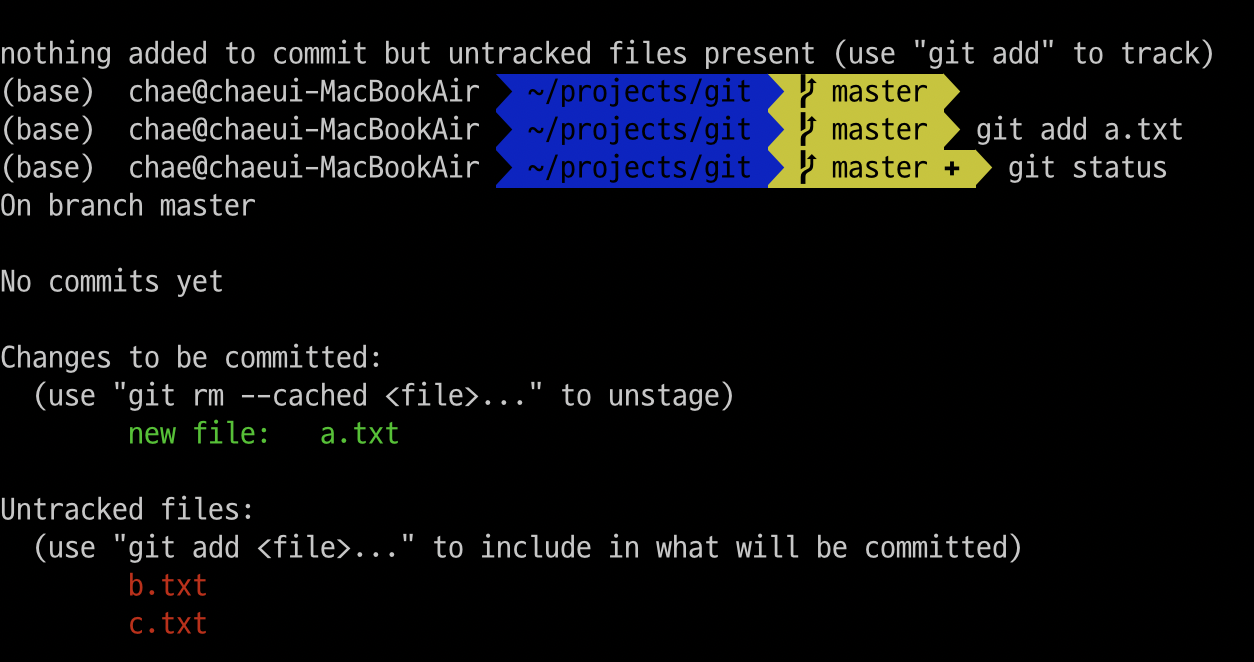 nothing added to commit but untracked files present (use "git add" to track)
(base)  chae@chaeui-MacBookAir  ~/projects/git  master
(base)  chae@chaeui-MacBookAir  ~/projects/git  master  git add a.txt
(base)  chae@chaeui-MacBookAir  ~/projects/git  master +  git status
On branch master
No commits yet
Changes to be committed:
(use "git rm --cached <file>..." to unstage)
new file:   a.txt
Untracked files:
(use "git add <file>..." to include in what will be committed)
b.txt
c.txt